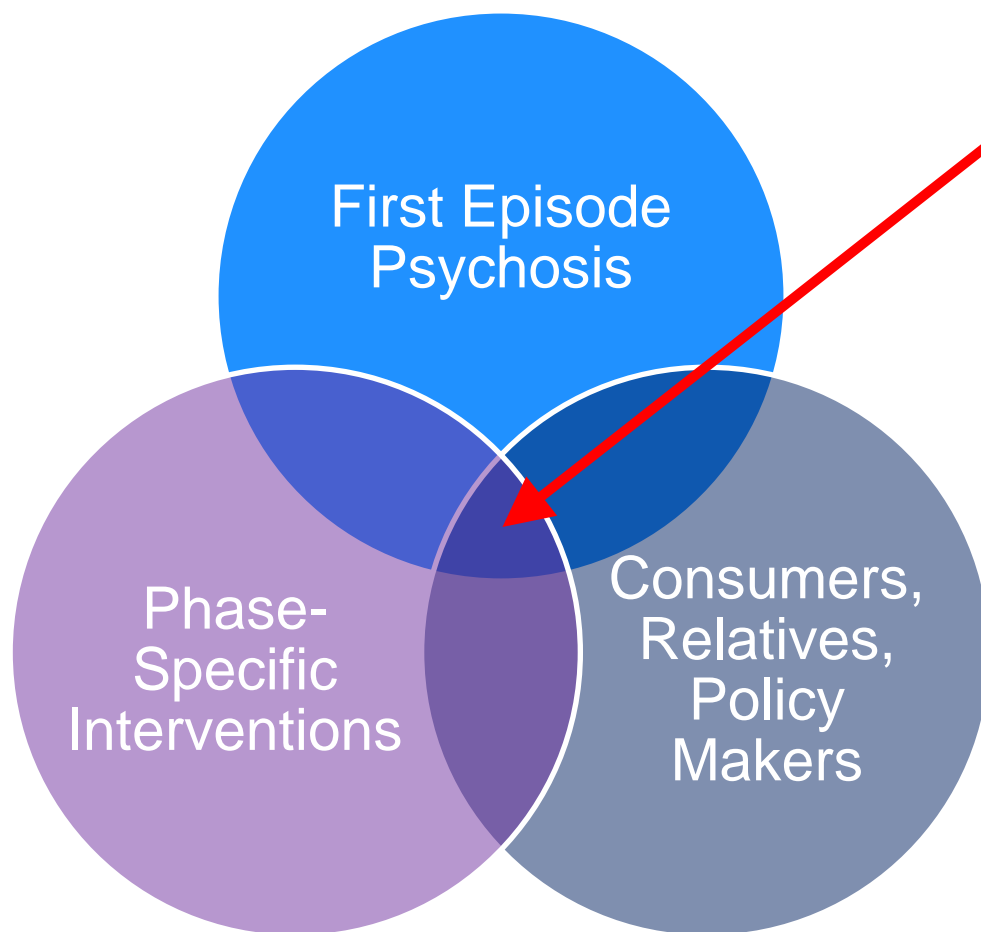 First Episode
Psychosis
Phase-
Specific
Interventions
Consumers,
Relatives,
Policy
Makers